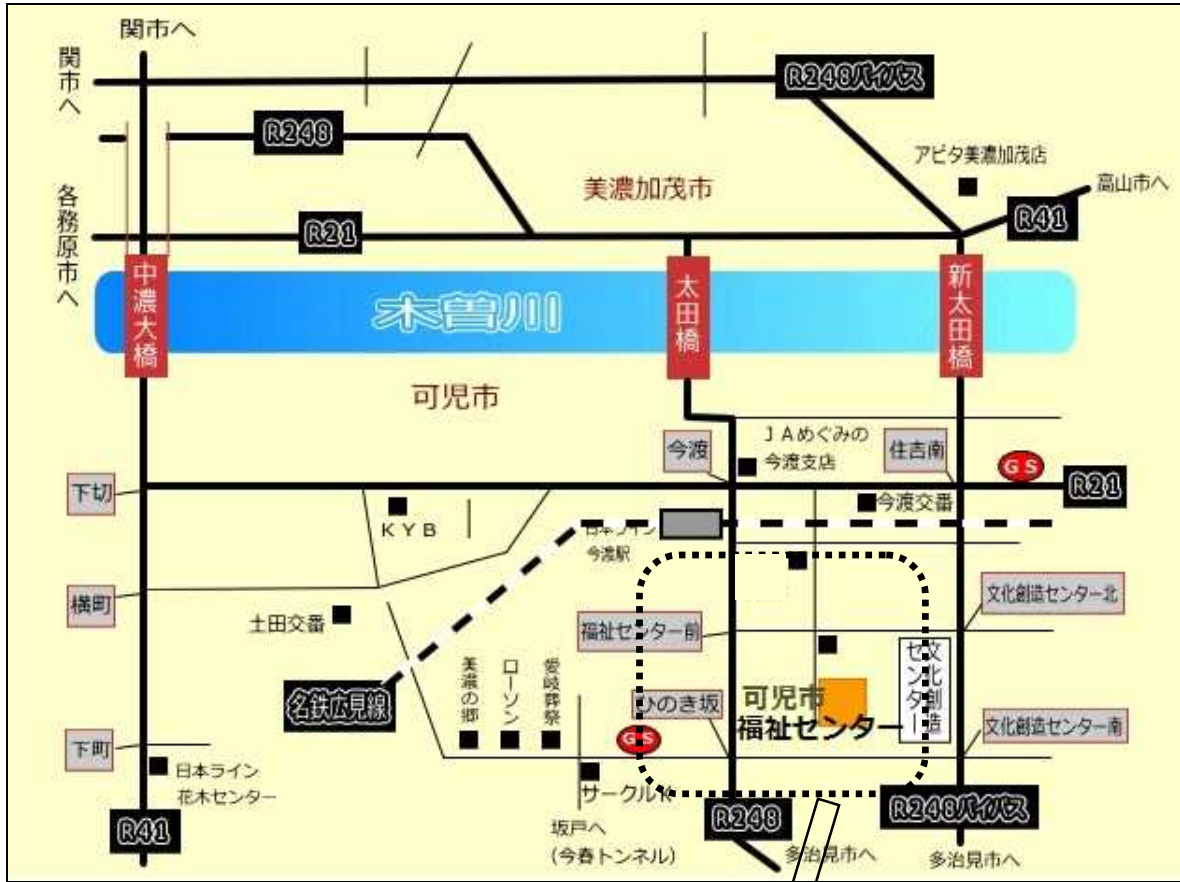 関市へ
関市へ
R248バイパス
R248
アピタ美濃加茂店
美濃加茂市
高山市へ
R41
各務原市へ
R21
中濃大橋
木曽川
太田橋
新太田橋
可児市
今渡
JAめぐみの
今渡支店
住吉南
GS
R21
下切
KYB
今渡交番
日本ライン
今渡駅
横町
土田交番
福祉センター前
文化創造センター北
文化創造
センター
名鉄広見線
美濃の郷
ローソン
愛岐葬祭
ひのき坂
可児市
福祉センター
文化創造センター南
下町
GS
日本ライン
花木センター
サークルK
R41
坂戸へ
(今春トンネル)
R248
R248バイパス
多治見市へ
多治見市へ